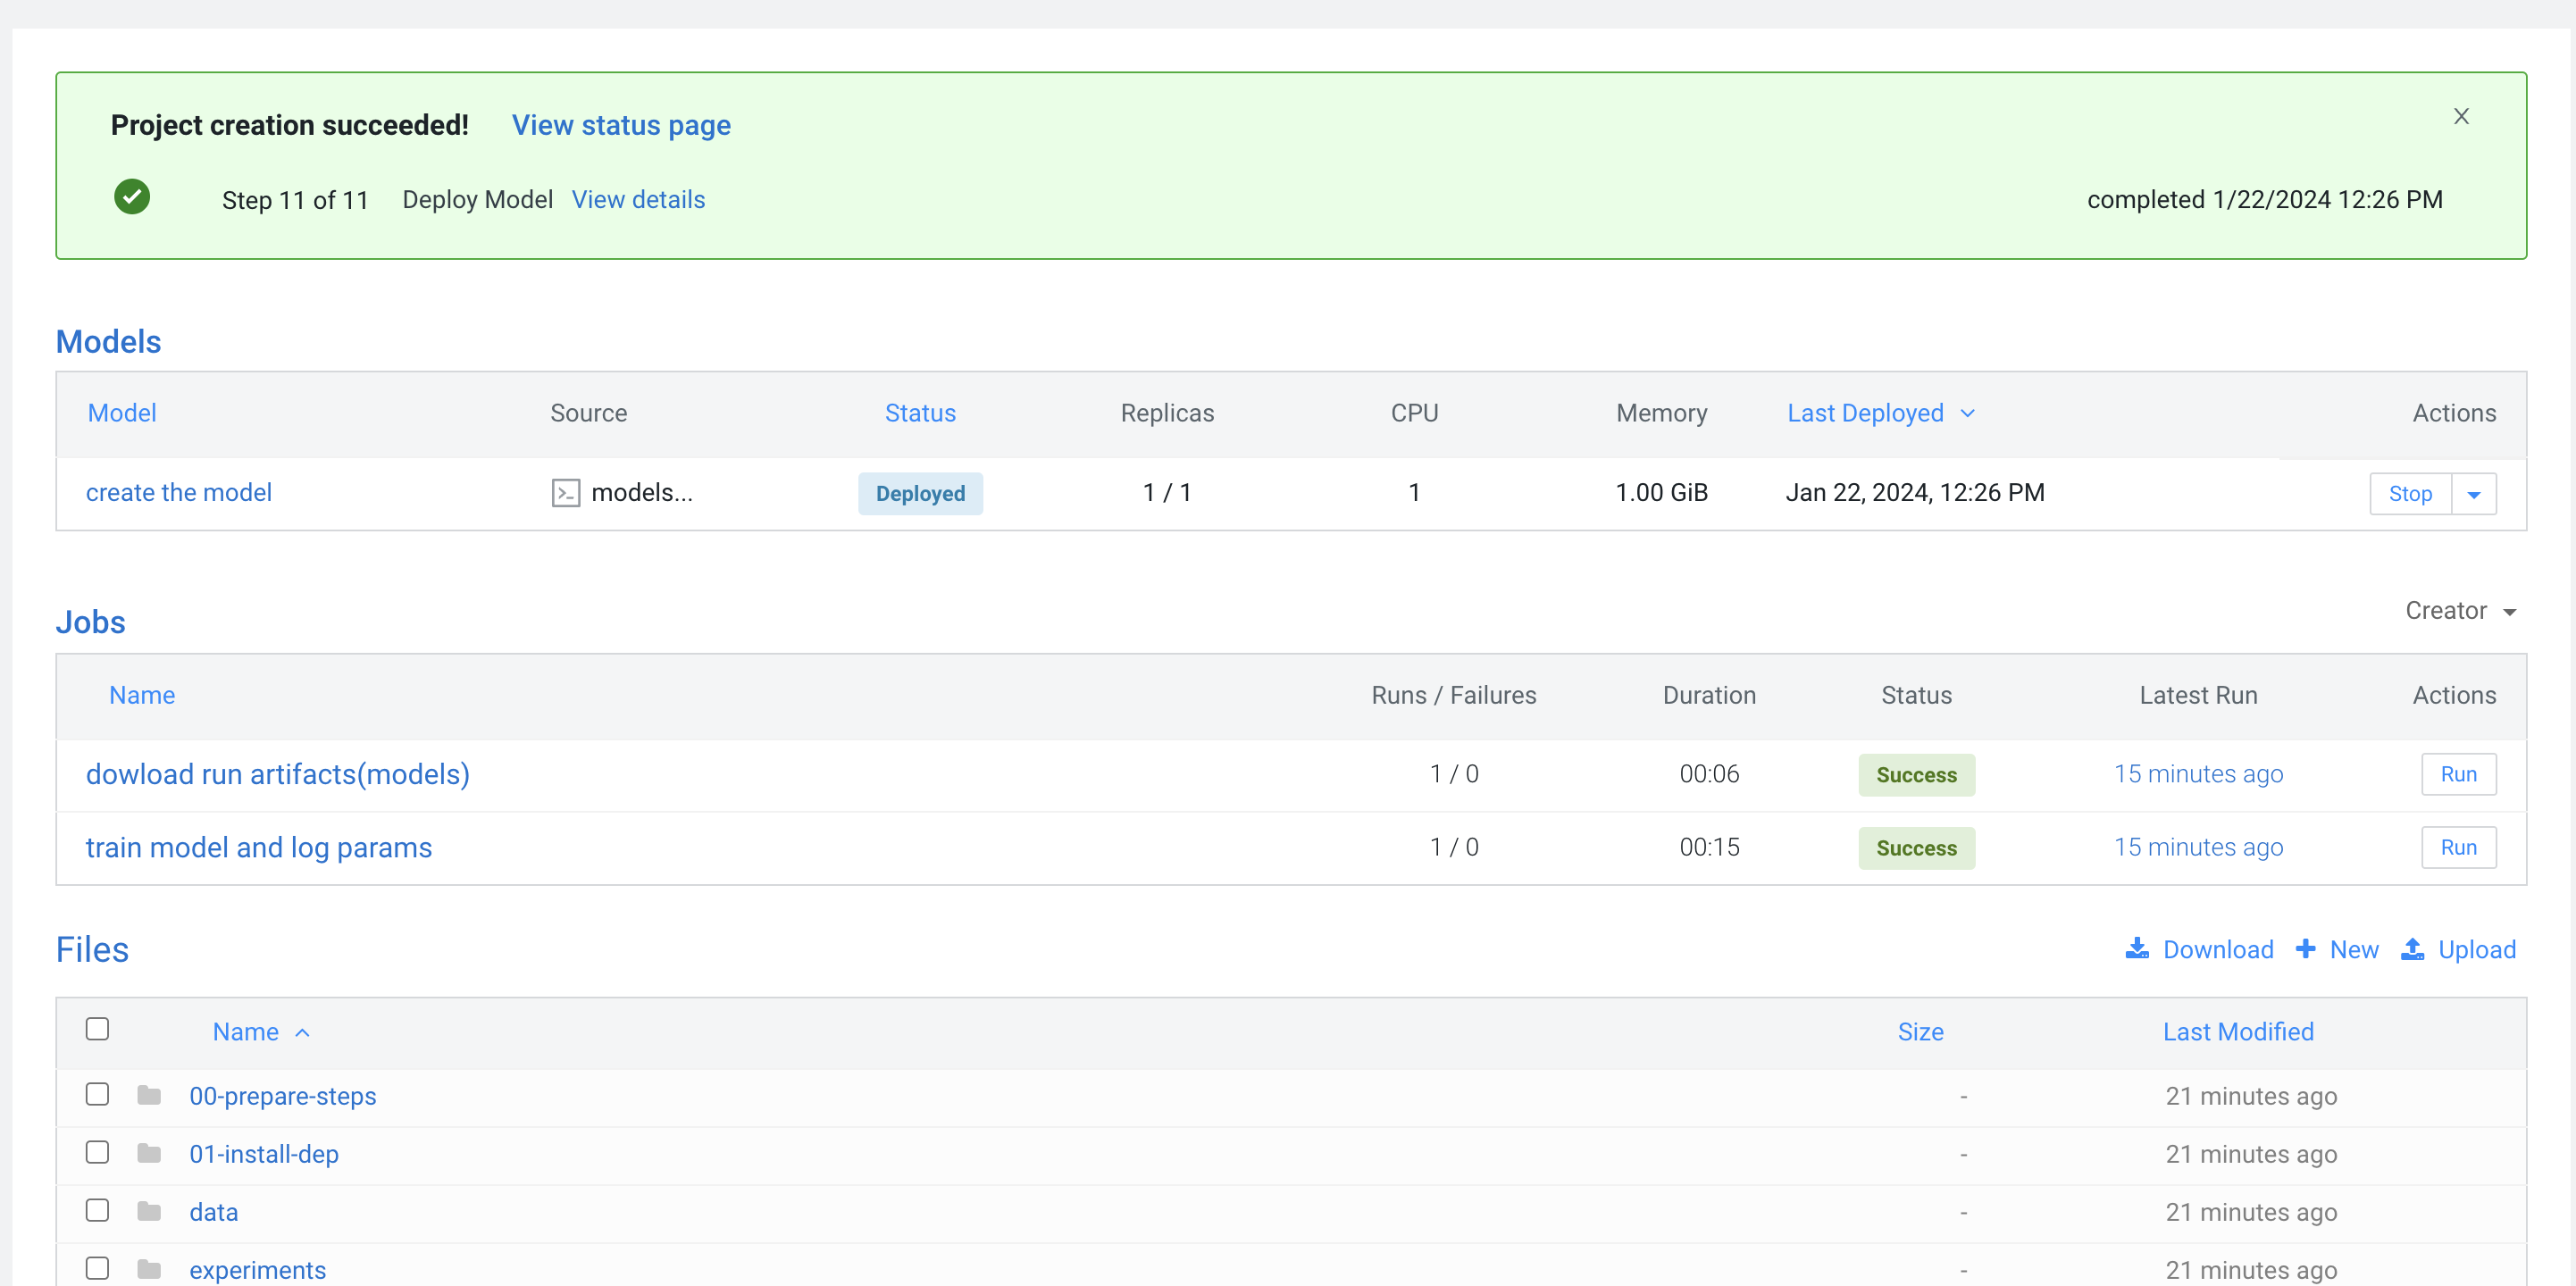 Project creation succeeded! View status page
Step 11 of 11 Deploy Model View details completed 1/22/2024 12:26 PM
Models
Model Source Status Replicas CPU Memory Last Deployed Actions
create the model models... Deployed 1 / 1 1 1.00 GiB Jan 22, 2024, 12:26 PM Stop
Jobs Creator
Name Runs / Failures Duration Status Latest Run Actions
dowload run artifacts(models) 1 / 0 00:06 Success 15 minutes ago Run
train model and log params 1 / 0 00:15 Success 15 minutes ago Run
Files Download New Upload
Name Size Last Modified
00-prepare-steps - 21 minutes ago
01-install-dep - 21 minutes ago
data - 21 minutes ago
experiments - 21 minutes ago